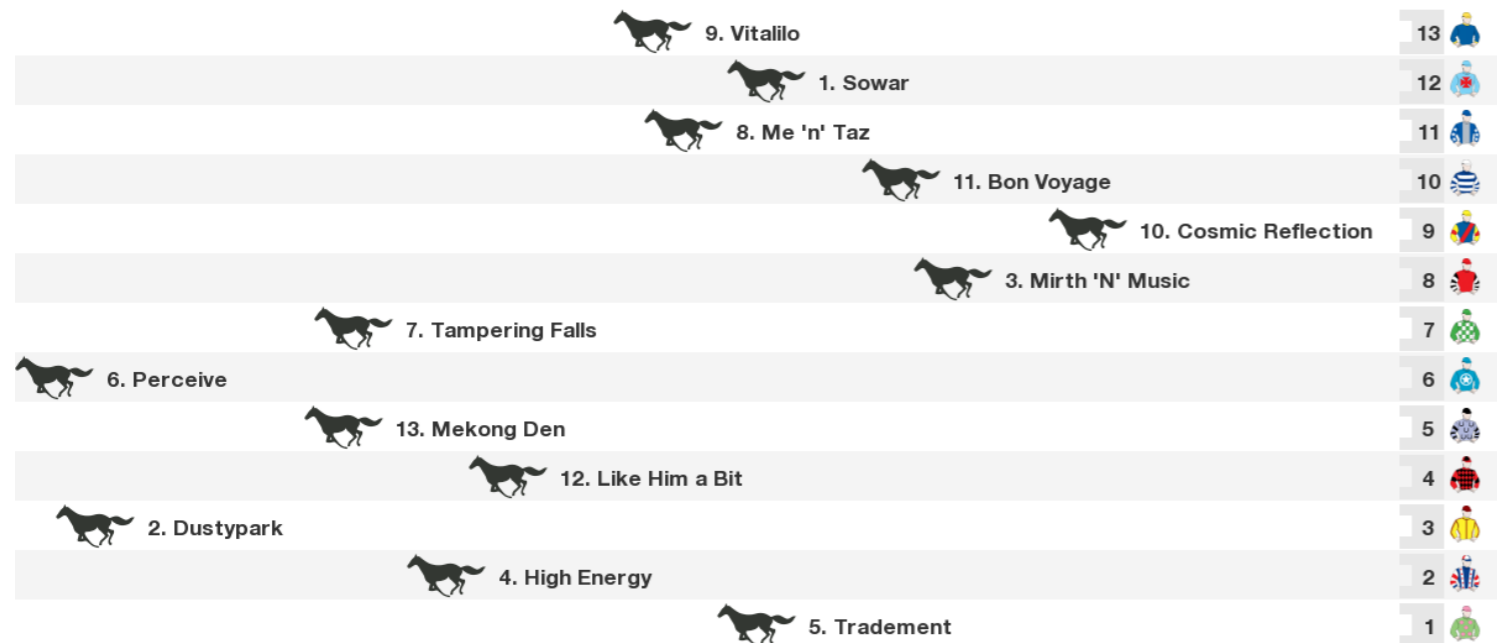 9. Vitalilo 13
1. Sowar 12
8. Me 'n' Taz 11
11. Bon Voyage 10
10. Cosmic Reflection 9
3. Mirth 'N' Music 8
7. Tampering Falls 7
6. Perceive 6
13. Mekong Den 5
12. Like Him a Bit 4
2. Dustypark 3
4. High Energy 2
5. Tradement 1